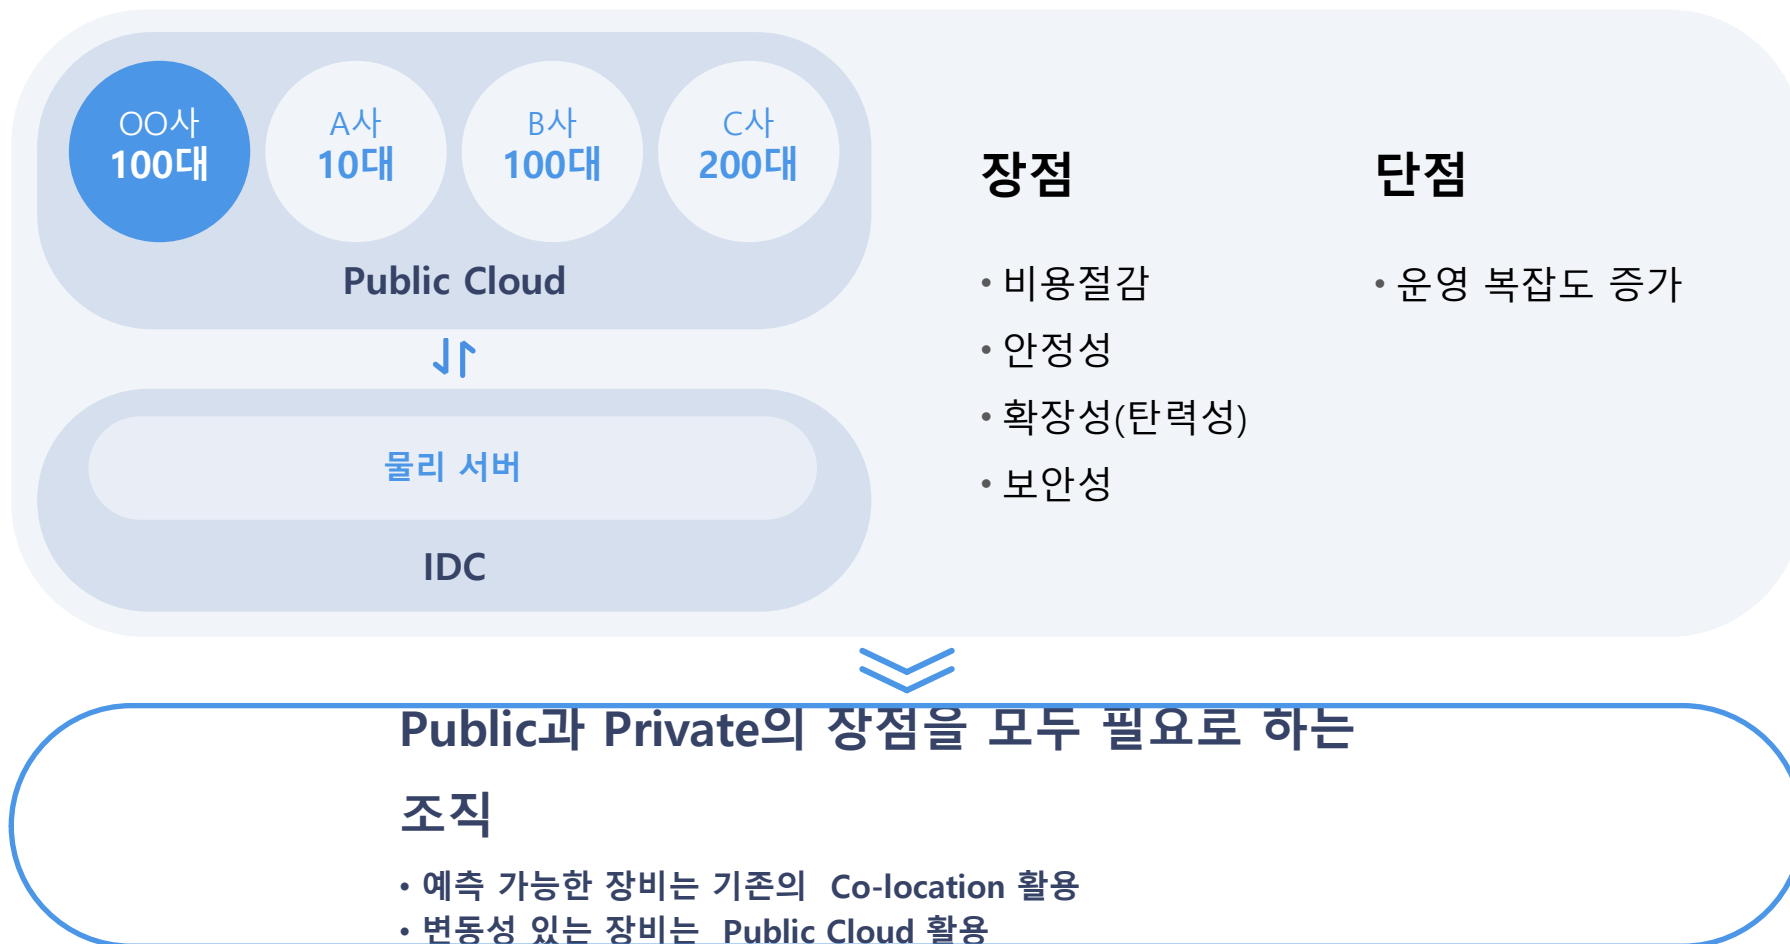 OO사
100대
A사
10대
B사
100대
C사
200대
Public Cloud
물리 서버
IDC
장점
• 비용절감
• 안정성
• 확장성(탄력성)
• 보안성
단점
• 운영 복잡도 증가
Public과 Private의 장점을 모두 필요로 하는
조직
• 예측 가능한 장비는 기존의 Co-location 활용
• 변동성 있는 장비는 Public Cloud 활용